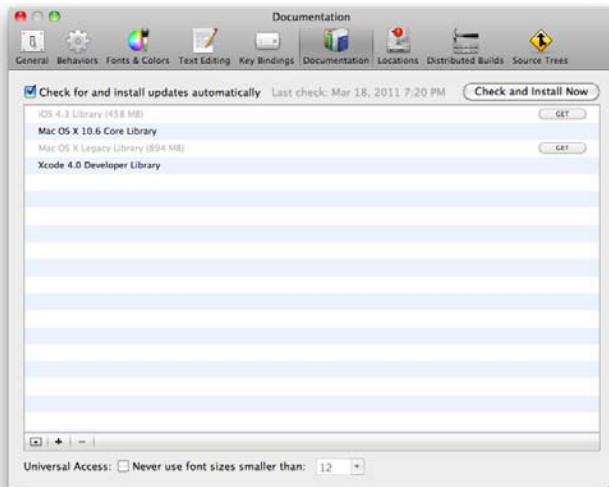 Documentation
General Behaviors Fonts & Colors Text Editing Key Bindings Documentation Locations Distributed Builds Source Trees
Check for and install updates automatically Last check: Mar 18, 2011 7:20 PM Check and Install Now
iOS 4.3 Library (458 MB) GET
Mac OS X 10.6 Core Library
Mac OS X Legacy Library (894 MB) GET
Xcode 4.0 Developer Library
Universal Access: Never use font sizes smaller than: 12